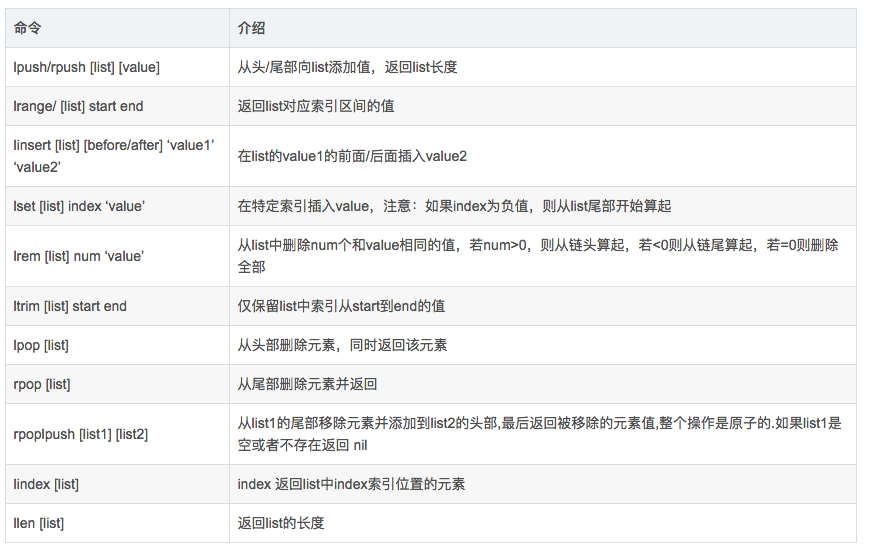 命令 介绍
lpush/rpush [list] [value] 从头/尾部向list添加值，返回list长度
lrange/ [list] start end 返回list对应索引区间的值
linsert [list] [before/after] ‘value1’
‘value2’ 在list的value1的前面/后面插入value2
lset [list] index ‘value’ 在特定索引插入value，注意：如果index为负值，则从list尾部开始算起
lrem [list] num ‘value’ 从list中删除num个和value相同的值，若num>0，则从链头算起，若<0则从链尾算起，若=0则删除
全部
ltrim [list] start end 仅保留list中索引从start到end的值
lpop [list] 从头部删除元素，同时返回该元素
rpop [list] 从尾部删除元素并返回
rpoplpush [list1] [list2] 从list1的尾部移除元素并添加到list2的头部,最后返回被移除的元素值,整个操作是原子的.如果list1是
空或者不存在返回 nil
lindex [list] index 返回list中index索引位置的元素
llen [list] 返回list的长度